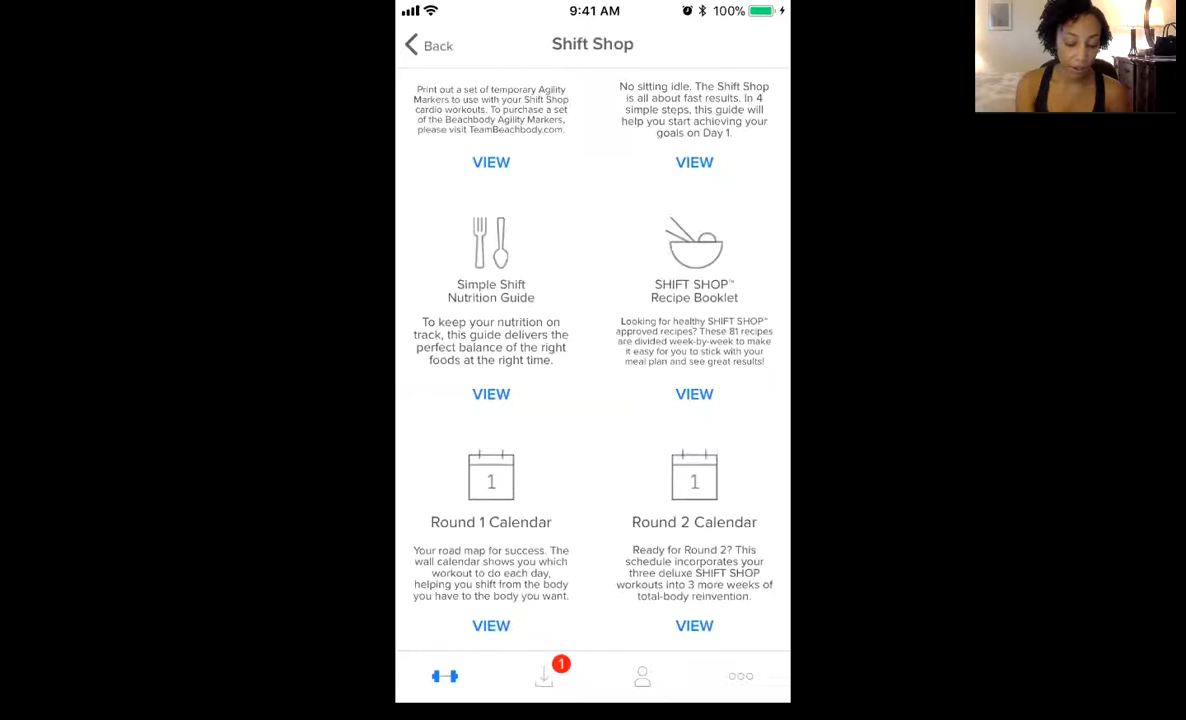 9:41 AM
100%
Back
Shift Shop
Print out a set of temporary Agility
Markers to use with your Shift Shop
cardio workouts. To purchase a set
of the Beachbody Agility Markers,
please visit TeamBeachbody.com.
VIEW
No sitting idle. The Shift Shop
is all about fast results. In 4
simple steps, this guide will
help you start achieving your
goals on Day 1.
VIEW
Simple Shift
Nutrition Guide
To keep your nutrition on
track, this guide delivers the
perfect balance of the right
foods at the right time.
VIEW
SHIFT SHOP™
Recipe Booklet
Looking for healthy SHIFT SHOP™
approved recipes? These 81 recipes
are divided week-by-week to make
it easy for you to stick with your
meal plan and see great results!
VIEW
1
Round 1 Calendar
Your road map for success. The
wall calendar shows you which
workout to do each day,
helping you shift from the body
you have to the body you want.
VIEW
1
Round 2 Calendar
Ready for Round 2? This
schedule incorporates your
three deluxe SHIFT SHOP
workouts into 3 more weeks of
total-body reinvention.
VIEW
1